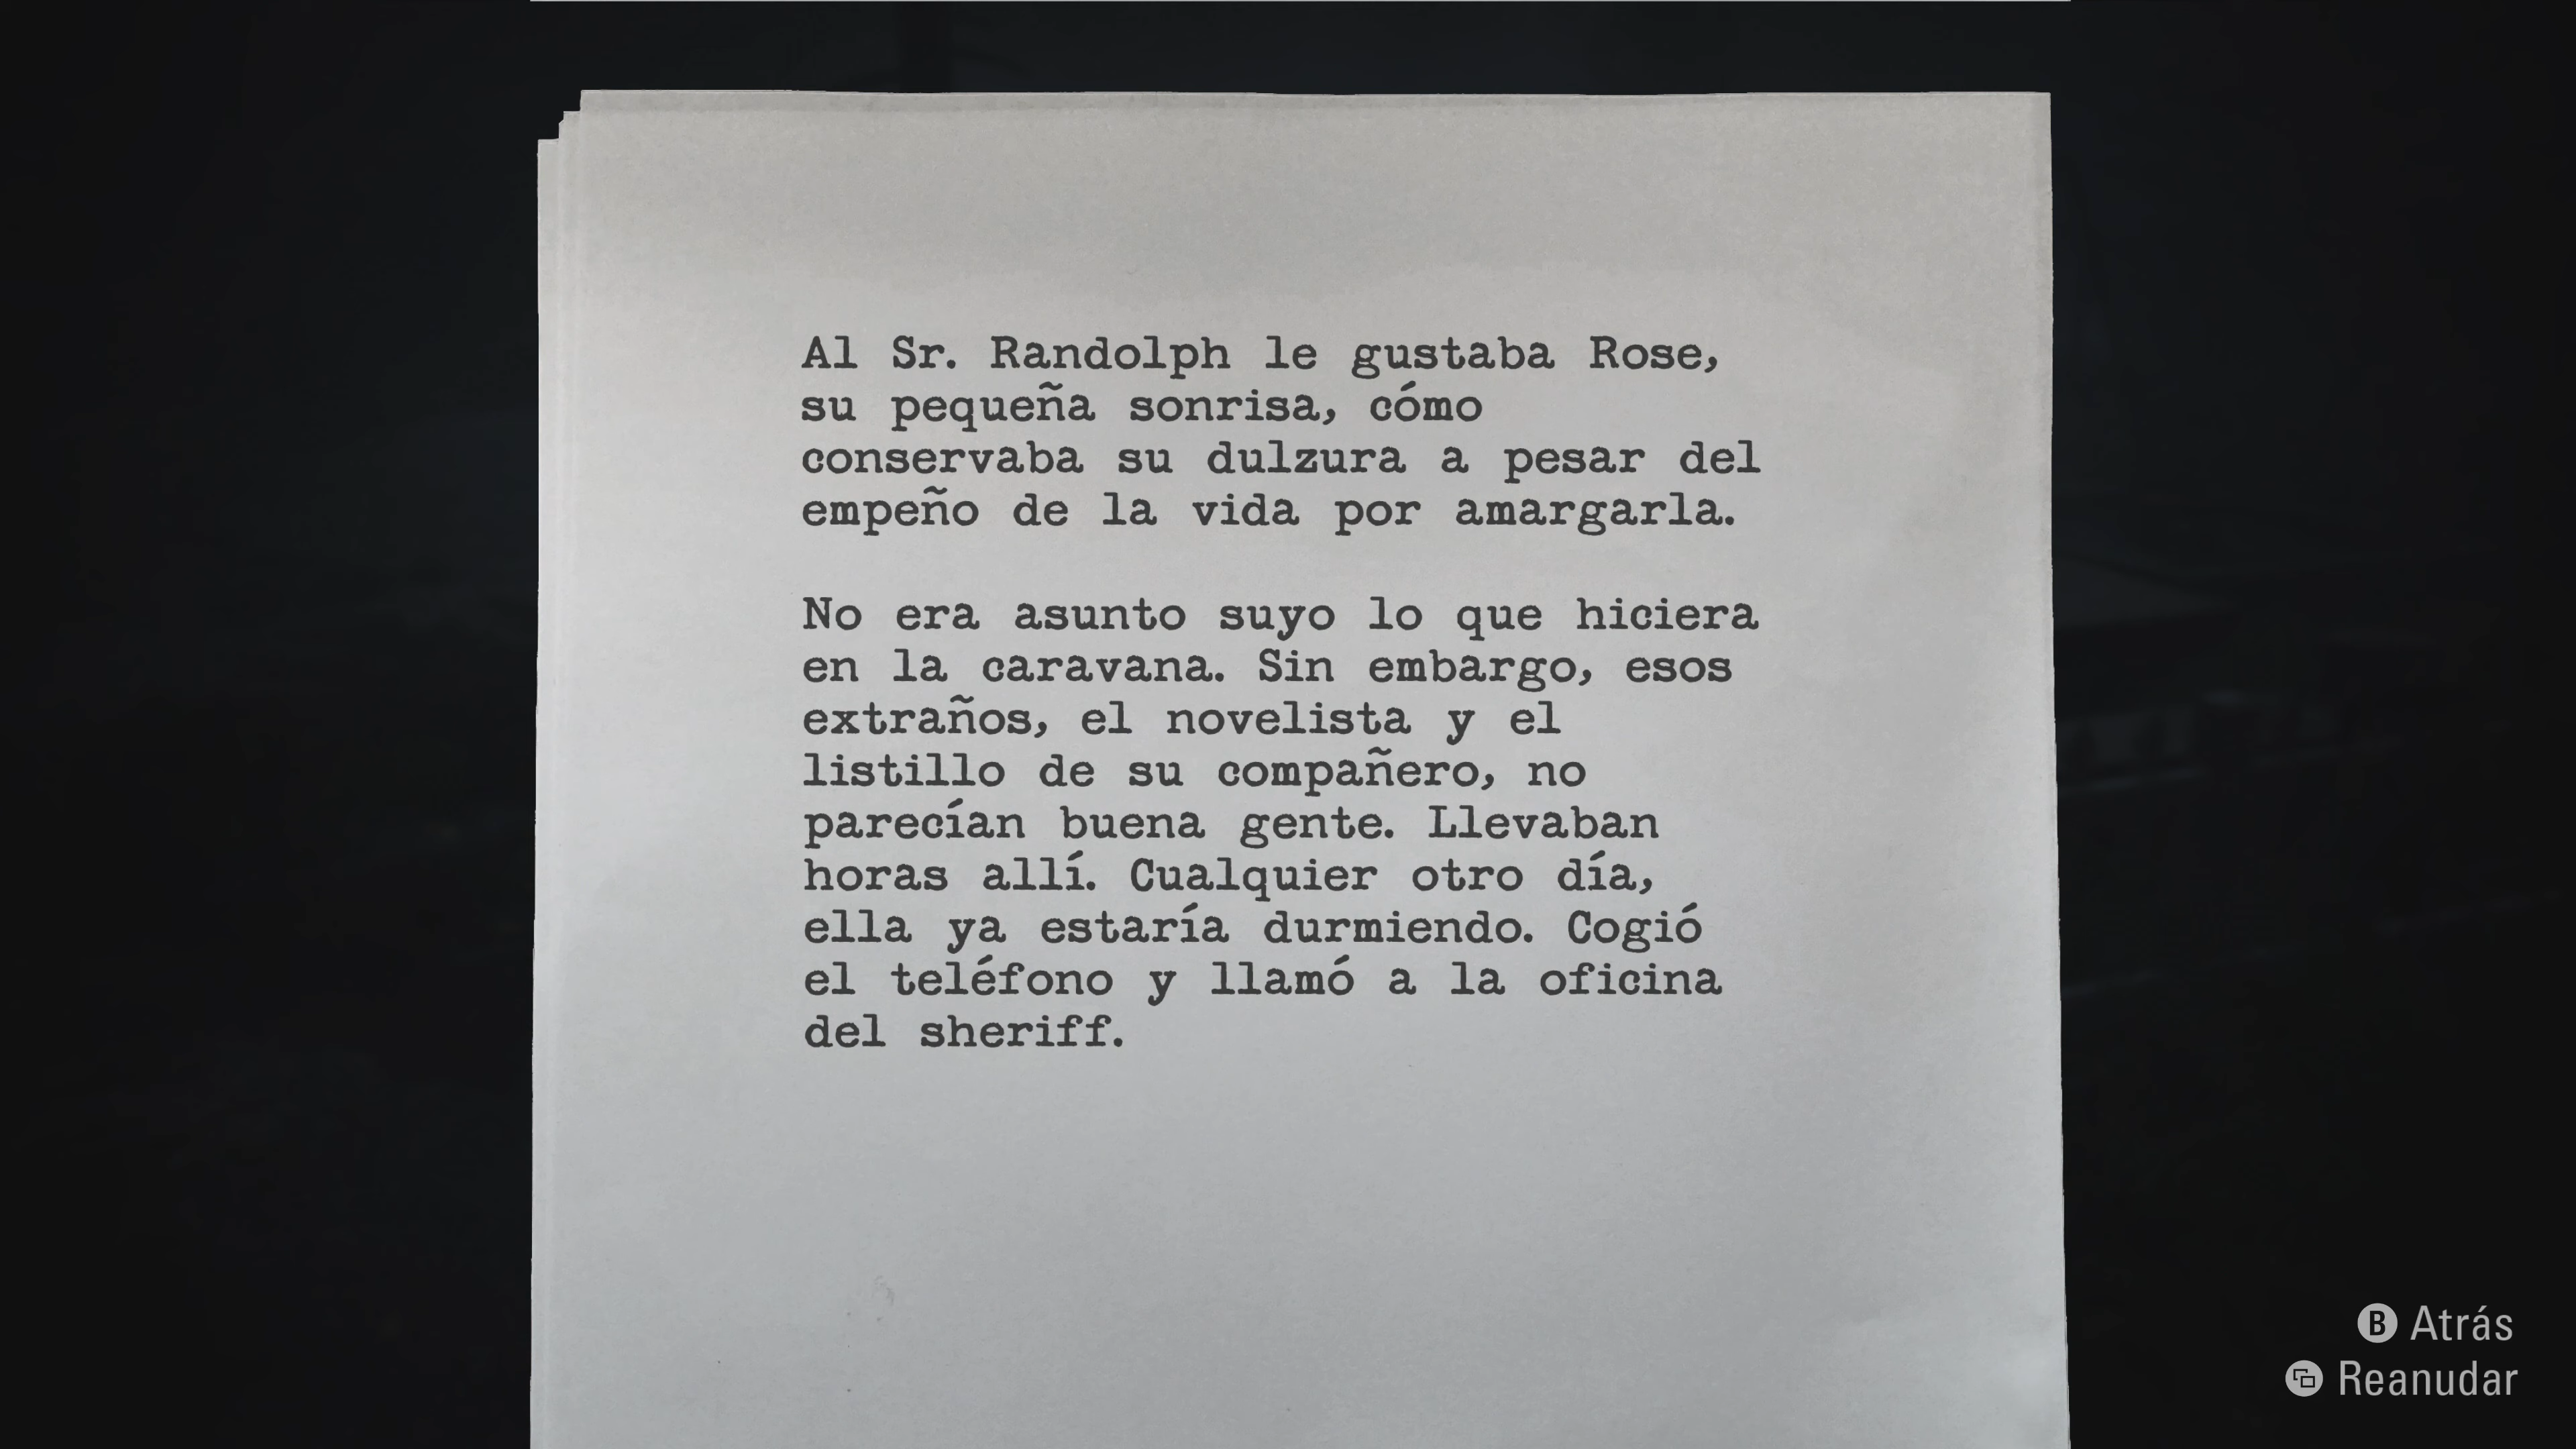 Al Sr. Randolph le gustaba Rose,
su pequeña sonrisa, cómo
conservaba su dulzura a pesar del
empeño de la vida por amargarla.
No era asunto suyo lo que hiciera
en la caravana. Sin embargo, esos
extraños, el novelista y el
listillo de su compañero, no
parecían buena gente. Llevaban
horas allí. Cualquier otro día,
ella ya estaría durmiendo. Cogió
el teléfono y llamó a la oficina
del sheriff.
B Atrás
Reanudar